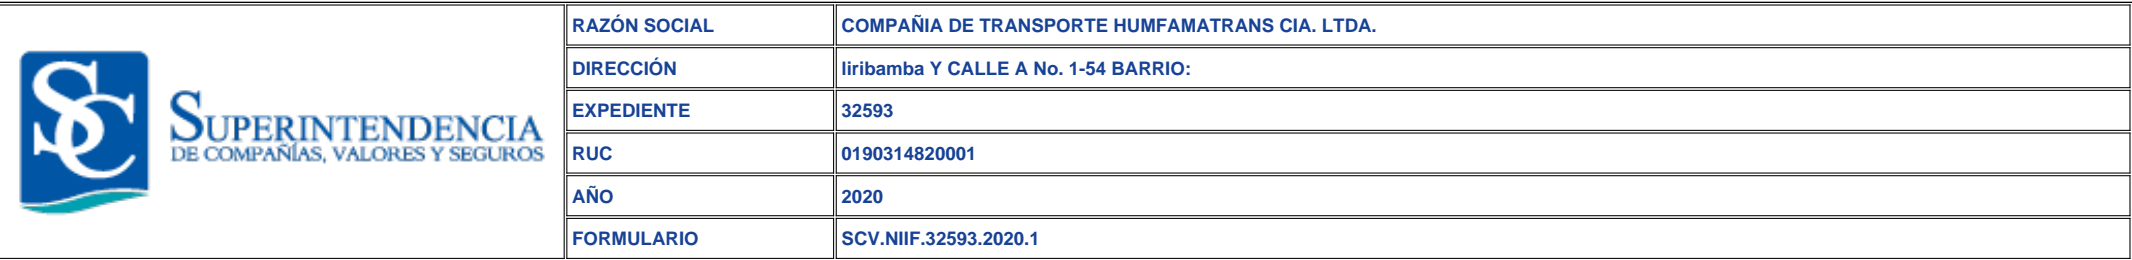 SC
SUPERINTENDENCIA
DE COMPAÑÍAS, VALORES Y SEGUROS
RAZÓN SOCIAL COMPAÑIA DE TRANSPORTE HUMFAMATRANS CIA. LTDA.
DIRECCIÓN liribamba Y CALLE A No. 1-54 BARRIO:
EXPEDIENTE 32593
RUC 0190314820001
AÑO 2020
FORMULARIO SCV.NIIF.32593.2020.1